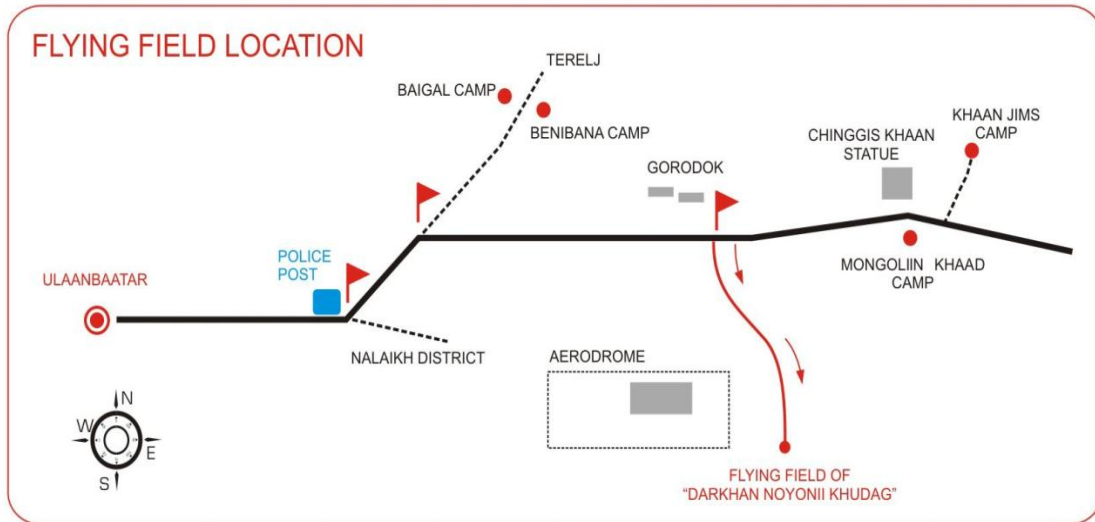 FLYING FIELD LOCATION
TERELJ
BAIGAL CAMP
BENIBANA CAMP
KHAAN JIMS
CAMP
CHINGGIS KHAAN
STATUE
GORODOK
POLICE
POST
ULAANBAATAR
MONGOLIIN KHAAD
CAMP
NALAIKH DISTRICT
AERODROME
N
W
E
S
FLYING FIELD OF
“DARKHAN NOYONII KHUDAG”